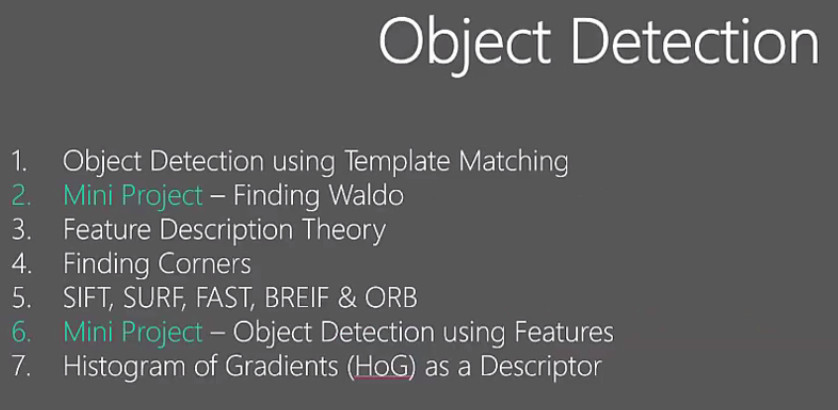 Object Detection
1. Object Detection using Template Matching
2. Mini Project – Finding Waldo
3. Feature Description Theory
4. Finding Corners
5. SIFT, SURF, FAST, BREIF & ORB
6. Mini Project – Object Detection using Features
7. Histogram of Gradients (HoG) as a Descriptor